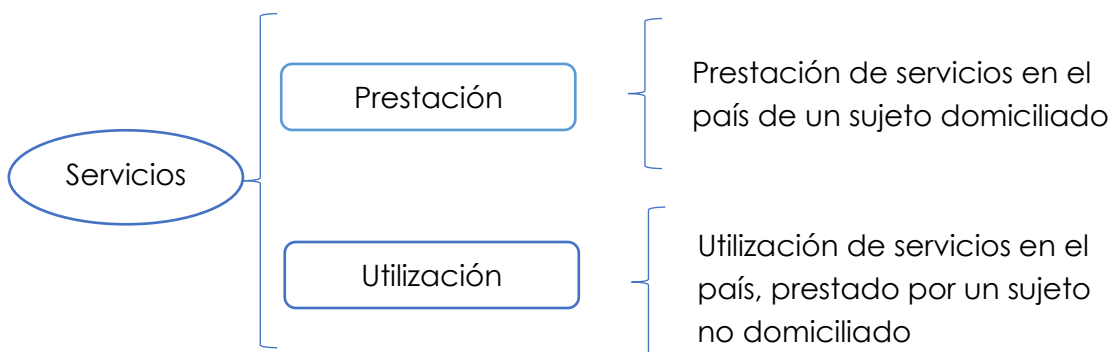 Servicios
Prestación
Prestación de servicios en el
país de un sujeto domiciliado
Utilización
Utilización de servicios en el
país, prestado por un sujeto
no domiciliado